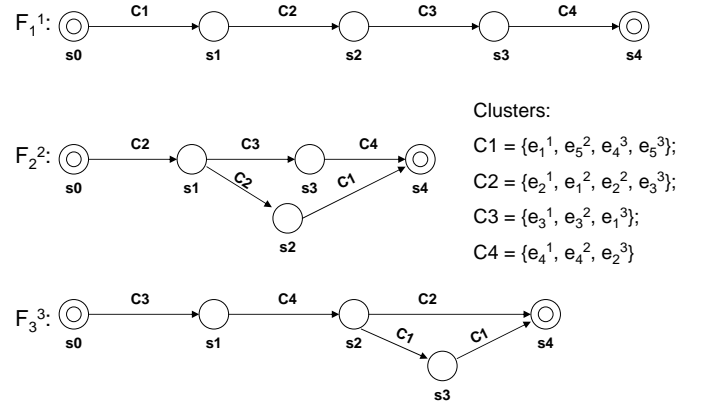 F₁¹: C1 C2 C3 C4
s0 s1 s2 s3 s4
Clusters:
C1 = {e₁¹, e₅², e₄³, e₅³};
F₂²: C2 C3 C4
s0 s1 s3 s4
C2 C1
s2
C2 = {e₂¹, e₁², e₂², e₃³};
C3 = {e₃¹, e₃², e₁³};
C4 = {e₄¹, e₄², e₂³}
F₃³: C3 C4 C2
s0 s1 s2 s4
C1 C1
s3